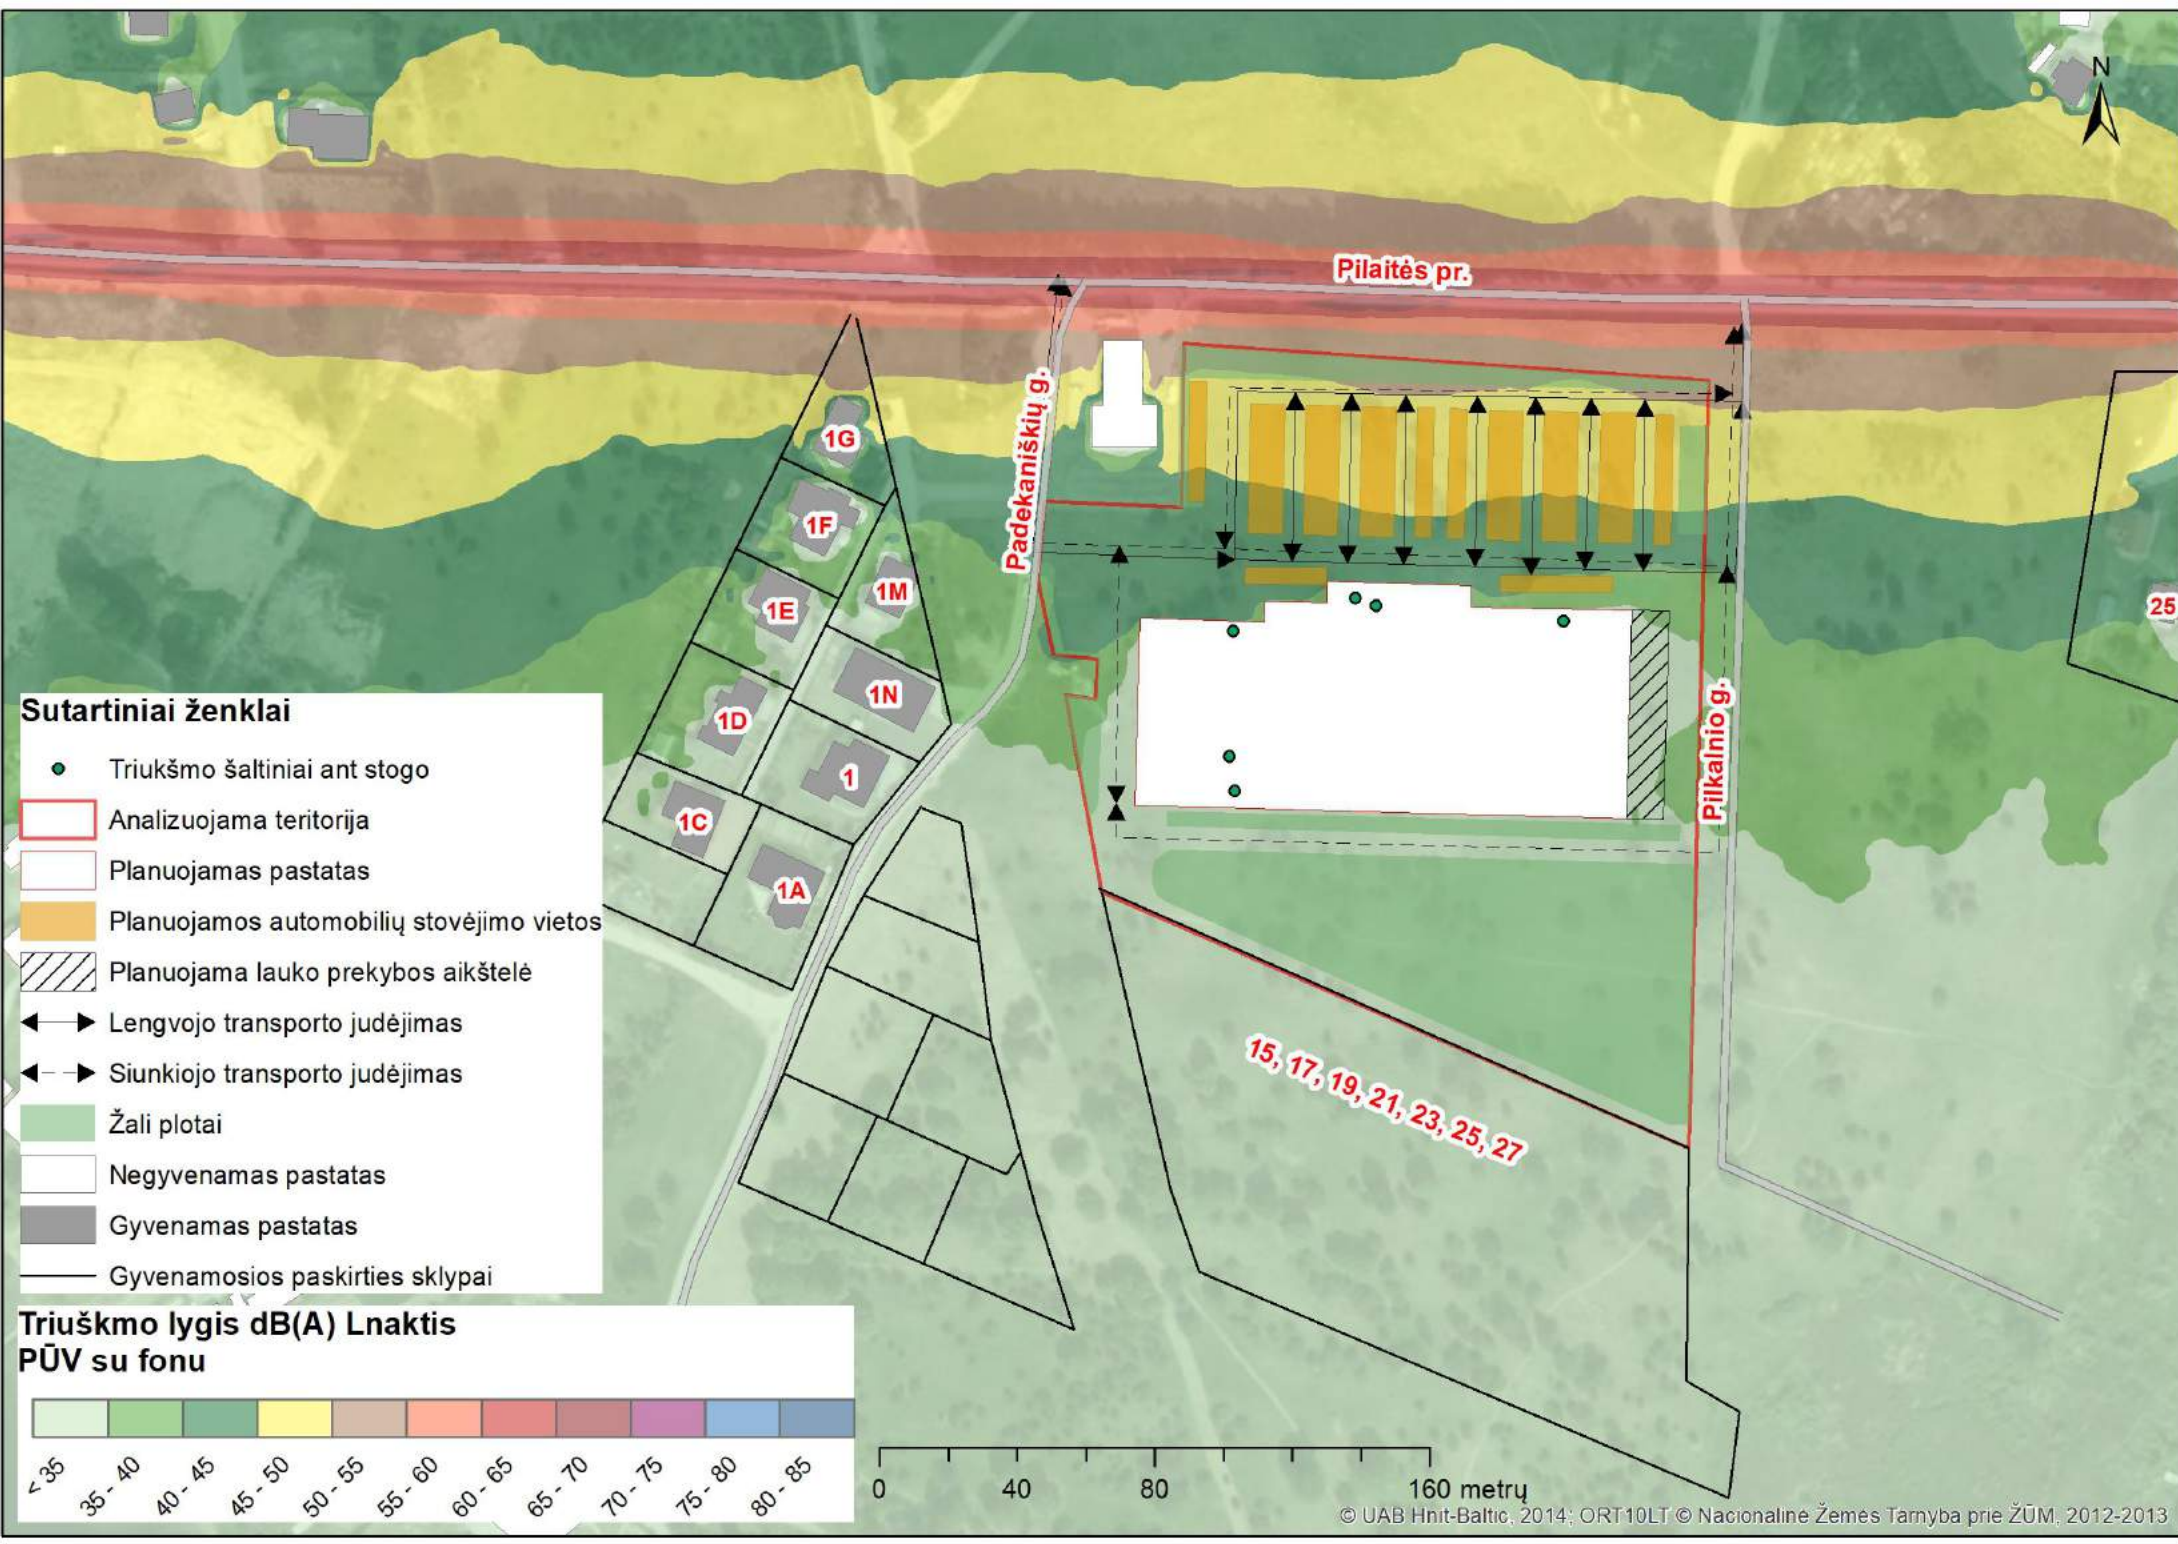 N
Pilaitės pr.
Padekaniškių g.
1G
1F
1M
1E
25
1N
1D
Pilkalnio g.
1
1C
1A
15, 17, 19, 21, 23, 25, 27
Sutartiniai ženklai
Triukšmo šaltiniai ant stogo
Analizuojama teritorija
Planuojamas pastatas
Planuojamos automobilių stovėjimo vietos
Planuojama lauko prekybos aikštelė
Lengvojo transporto judėjimas
Siunkiojo transporto judėjimas
Žali plotai
Negyvenamas pastatas
Gyvenamas pastatas
Gyvenamosios paskirties sklypai
Triuškmo lygis dB(A) Lnaktis
PŪV su fonu
< 35
35 - 40
40 - 45
45 - 50
50 - 55
55 - 60
60 - 65
65 - 70
70 - 75
75 - 80
80 - 85
0 40 80 160 metrų
© UAB Hnit-Baltic, 2014; ORT10LT © Nacionalinė Žemės Tarnyba prie ŽŪM, 2012-2013